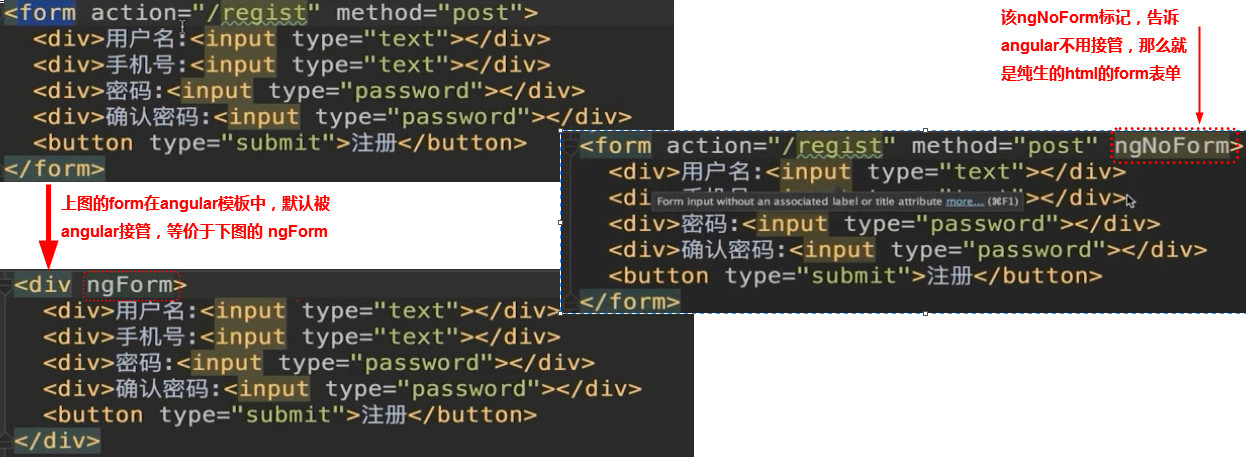 <form action="/regist" method="post">
<div>用户名:<input type="text"></div>
<div>手机号:<input type="text"></div>
<div>密码:<input type="password"></div>
<div>确认密码:<input type="password"></div>
<button type="submit">注册</button>
</form>
上图的form在angular模板中，默认被
angular接管，等价于下图的 ngForm
<div ngForm>
<div>用户名:<input type="text"></div>
<div>手机号:<input type="text"></div>
<div>密码:<input type="password"></div>
<div>确认密码:<input type="password"></div>
<button type="submit">注册</button>
</div>
该ngNoForm标记，告诉
angular不用接管，那么就
是纯生的html的form表单
<form action="/regist" method="post" ngNoForm>
<div>用户名:<input type="text"></div>
Form input without an associated label or title attribute more... (⌘F1)
</div>
<div>密码:<input type="password"></div>
<div>确认密码:<input type="password"></div>
<button type="submit">注册</button>
</form>